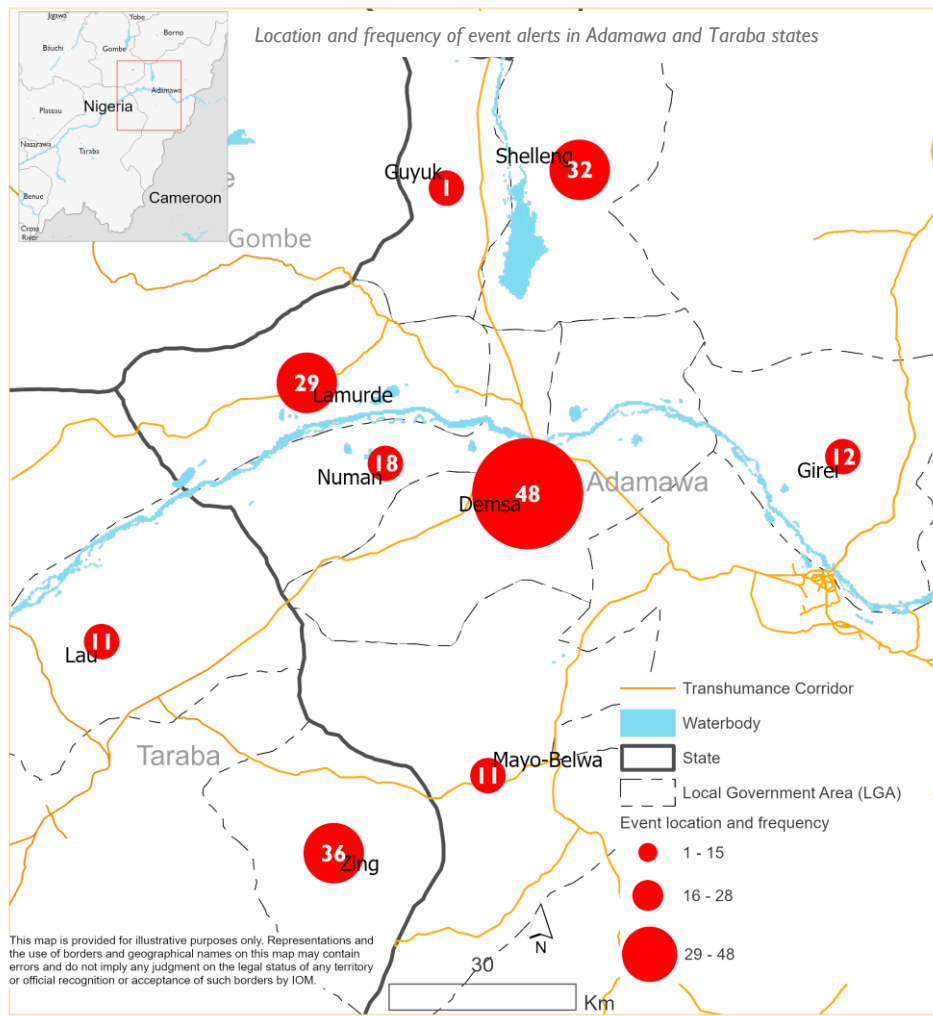 Location and frequency of event alerts in Adamawa and Taraba states
Jigawa
Yobe
Borno
Bauchi
Gombe
Adamawa
Plateau
Nigeria
Nasarawa
Taraba
Benue
Cameroon
Cross
River
Gombe
Guyuk
1
Shelleng
32
29
Lamurde
18
Numan
48
Demsa
Adamawa
12
Girei
11
Lau
Taraba
11
Mayo-Belwa
36
Zing
Transhumance Corridor
Waterbody
State
Local Government Area (LGA)
Event location and frequency
1 - 15
16 - 28
29 - 48
N
30
Km
This map is provided for illustrative purposes only. Representations and
the use of borders and geographical names on this map may contain
errors and do not imply any judgment on the legal status of any territory
or official recognition or acceptance of such borders by IOM.